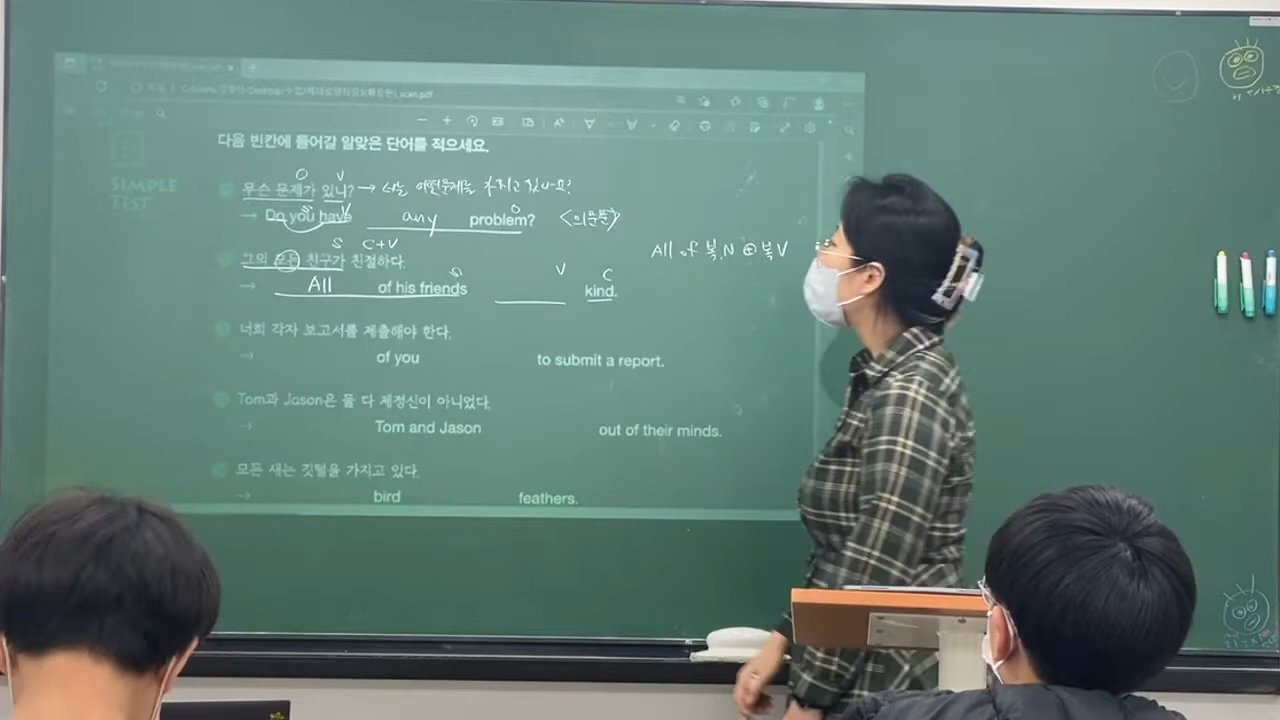 다음 빈칸에 들어갈 알맞은 단어를 적으세요.
SIMPLE
TEST
O V
무슨 문제가 있니? → 너는 어떤문제를 가지고 있나요?
S V O
→ Do you have any problem? <의문문>
S C+V
그의 모든 친구가 친절하다.
All of 복.N ⊕ 복V
S V C
→ All of his friends kind.
너희 각자 보고서를 제출해야 한다.
→ of you to submit a report.
Tom과 Jason은 둘 다 제정신이 아니었다.
→ Tom and Jason out of their minds.
모든 새는 깃털을 가지고 있다.
→ bird feathers.